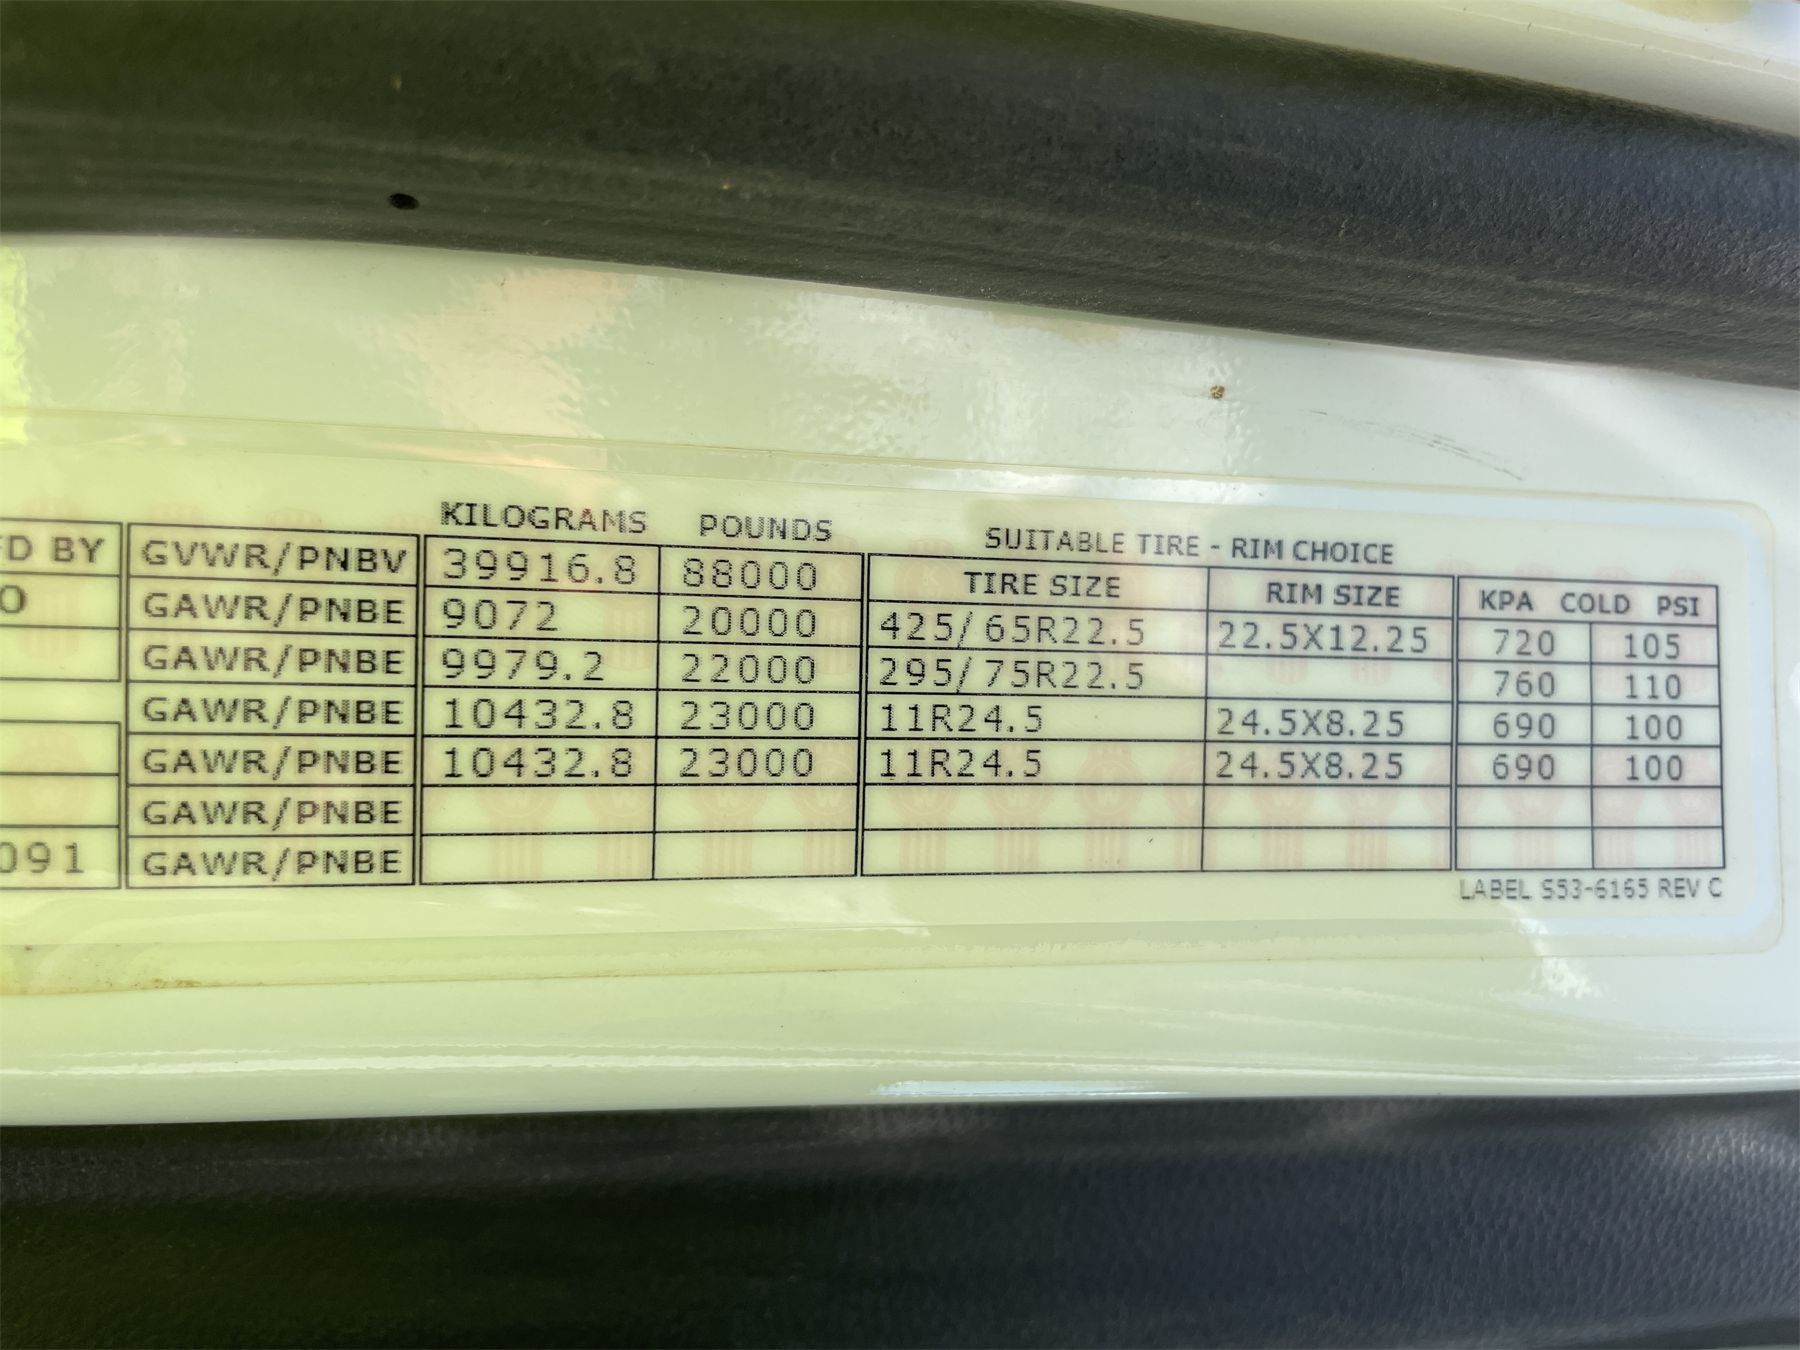 KILOGRAMS POUNDS SUITABLE TIRE - RIM CHOICE
BY GVWR/PNBV 39916.8 88000 TIRE SIZE RIM SIZE KPA COLD PSI
O GAWR/PNBE 9072 20000 425/65R22.5 22.5X12.25 720 105
GAWR/PNBE 9979.2 22000 295/75R22.5 760 110
GAWR/PNBE 10432.8 23000 11R24.5 24.5X8.25 690 100
GAWR/PNBE 10432.8 23000 11R24.5 24.5X8.25 690 100
GAWR/PNBE
091 GAWR/PNBE
LABEL S53-6165 REV C